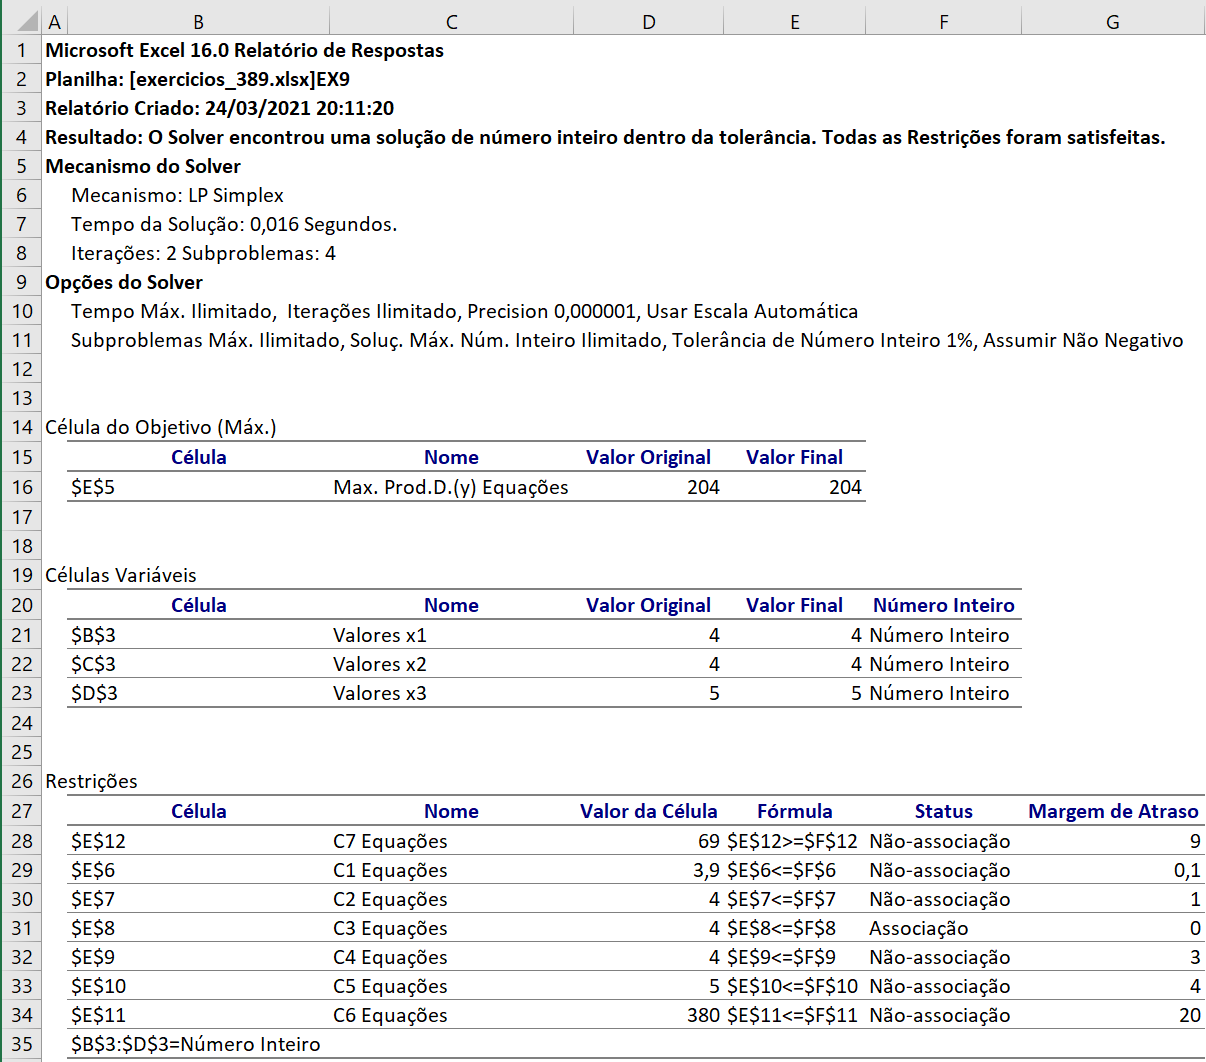 A B C D E F G
1 Microsoft Excel 16.0 Relatório de Respostas
2 Planilha: [exercicios_389.xlsx]EX9
3 Relatório Criado: 24/03/2021 20:11:20
4 Resultado: O Solver encontrou uma solução de número inteiro dentro da tolerância. Todas as Restrições foram satisfeitas.
5 Mecanismo do Solver
6 Mecanismo: LP Simplex
7 Tempo da Solução: 0,016 Segundos.
8 Iterações: 2 Subproblemas: 4
9 Opções do Solver
10 Tempo Máx. Ilimitado,  Iterações Ilimitado, Precision 0,000001, Usar Escala Automática
11 Subproblemas Máx. Ilimitado, Soluç. Máx. Núm. Inteiro Ilimitado, Tolerância de Número Inteiro 1%, Assumir Não Negativo
12
13
14 Célula do Objetivo (Máx.)
15 Célula Nome Valor Original Valor Final
16 $E$5 Max. Prod.D.(y) Equações 204 204
17
18
19 Células Variáveis
20 Célula Nome Valor Original Valor Final Número Inteiro
21 $B$3 Valores x1 4 4 Número Inteiro
22 $C$3 Valores x2 4 4 Número Inteiro
23 $D$3 Valores x3 5 5 Número Inteiro
24
25
26 Restrições
27 Célula Nome Valor da Célula Fórmula Status Margem de Atraso
28 $E$12 C7 Equações 69 $E$12>=$F$12 Não-associação 9
29 $E$6 C1 Equações 3,9 $E$6<=$F$6 Não-associação 0,1
30 $E$7 C2 Equações 4 $E$7<=$F$7 Não-associação 1
31 $E$8 C3 Equações 4 $E$8<=$F$8 Associação 0
32 $E$9 C4 Equações 4 $E$9<=$F$9 Não-associação 3
33 $E$10 C5 Equações 5 $E$10<=$F$10 Não-associação 4
34 $E$11 C6 Equações 380 $E$11<=$F$11 Não-associação 20
35 $B$3:$D$3=Número Inteiro